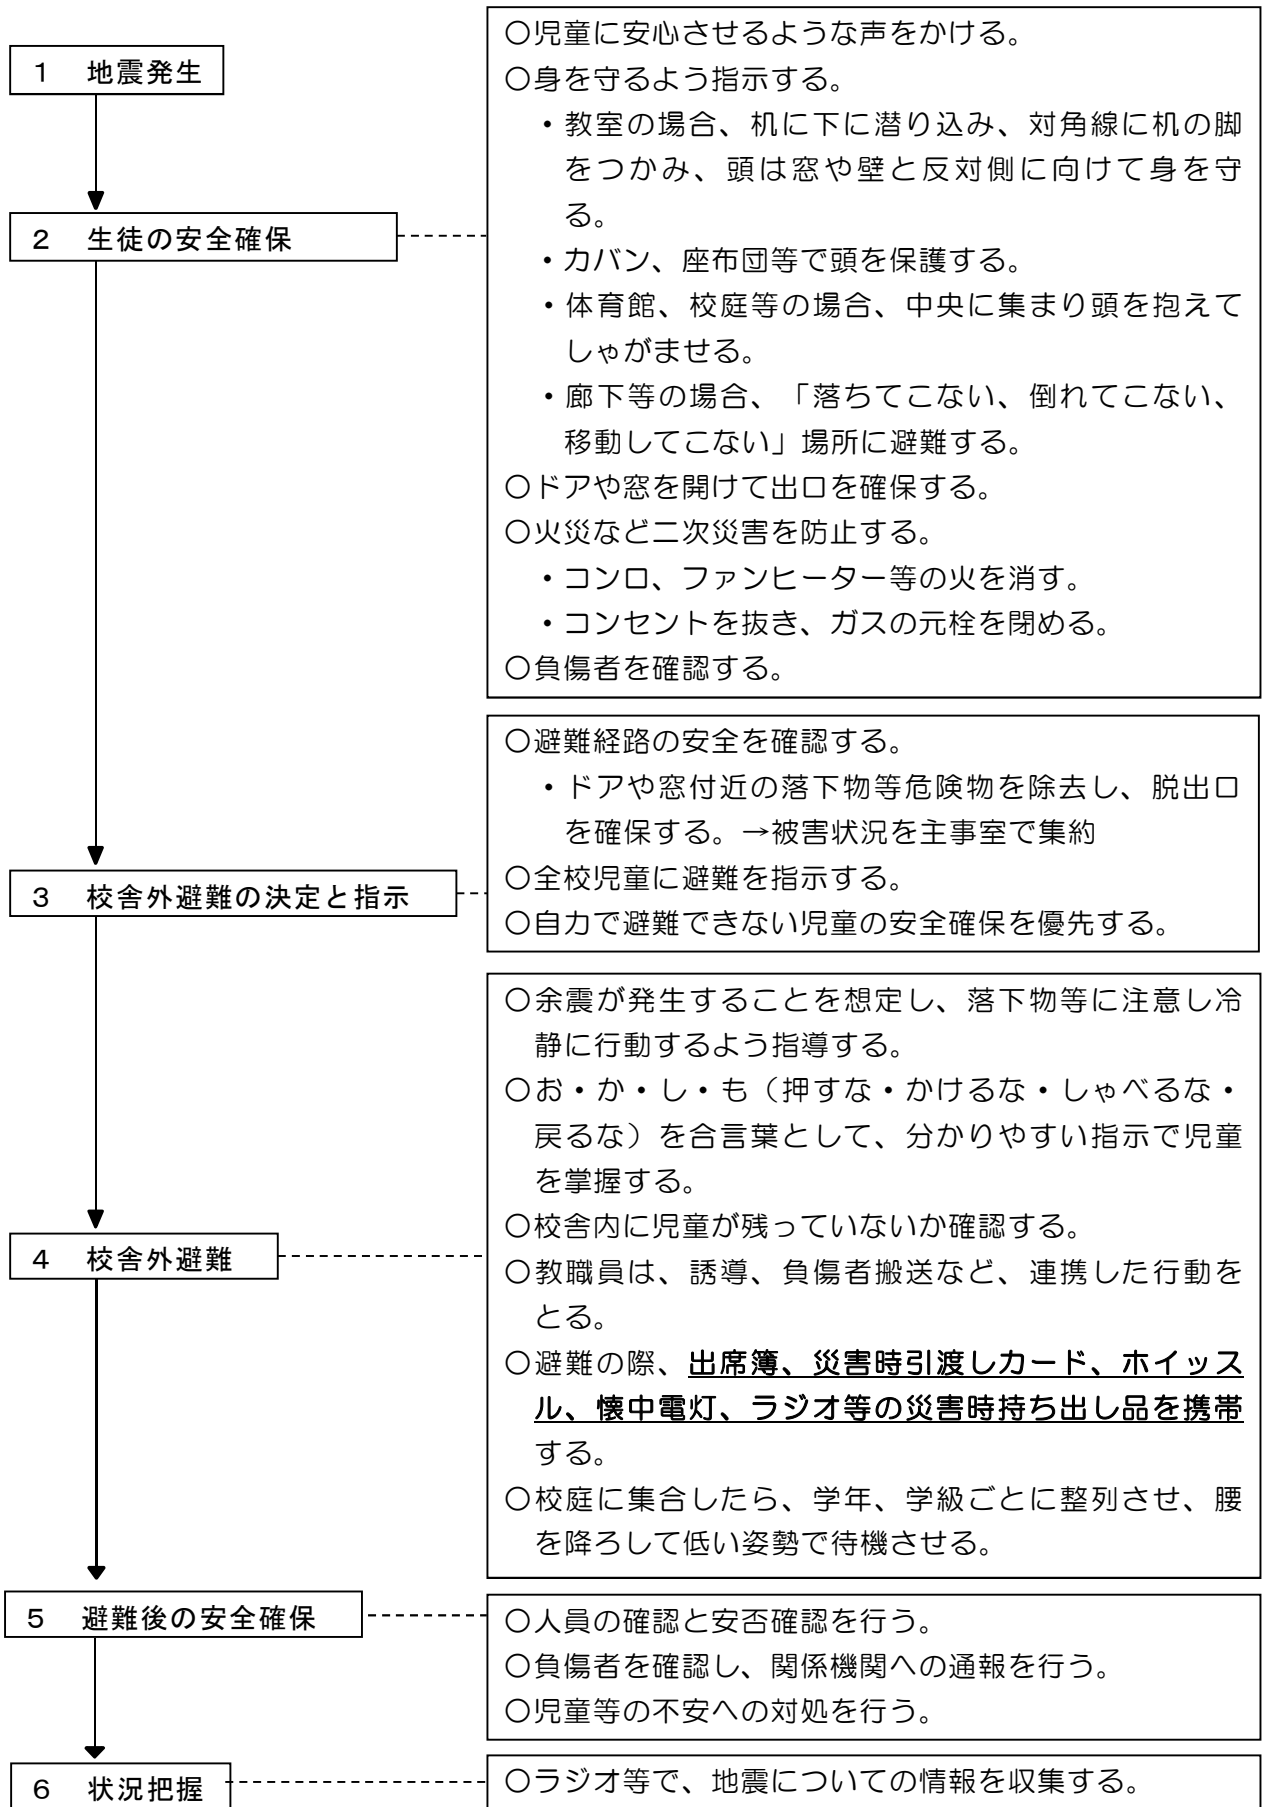 １　地震発生
○児童に安心させるような声をかける。
○身を守るよう指示する。
・教室の場合、机に下に潜り込み、対角線に机の脚
をつかみ、頭は窓や壁と反対側に向けて身を守
る。
２　生徒の安全確保
・カバン、座布団等で頭を保護する。
・体育館、校庭等の場合、中央に集まり頭を抱えて
しゃがませる。
・廊下等の場合、「落ちてこない、倒れてこない、
移動してこない」場所に避難する。
○ドアや窓を開けて出口を確保する。
○火災など二次災害を防止する。
・コンロ、ファンヒーター等の火を消す。
・コンセントを抜き、ガスの元栓を閉める。
○負傷者を確認する。
３　校舎外避難の決定と指示
○避難経路の安全を確認する。
・ドアや窓付近の落下物等危険物を除去し、脱出口
を確保する。→被害状況を主事室で集約
○全校児童に避難を指示する。
○自力で避難できない児童の安全確保を優先する。
４　校舎外避難
○余震が発生することを想定し、落下物等に注意し冷
静に行動するよう指導する。
○お・か・し・も（押すな・かけるな・しゃべるな・
戻るな）を合言葉として、分かりやすい指示で児童
を掌握する。
○校舎内に児童が残っていないか確認する。
○教職員は、誘導、負傷者搬送など、連携した行動を
とる。
○避難の際、出席簿、災害時引渡しカード、ホイッス
ル、懐中電灯、ラジオ等の災害時持ち出し品を携帯
する。
○校庭に集合したら、学年、学級ごとに整列させ、腰
を降ろして低い姿勢で待機させる。
５　避難後の安全確保
○人員の確認と安否確認を行う。
○負傷者を確認し、関係機関への通報を行う。
○児童等の不安への対処を行う。
６　状況把握
○ラジオ等で、地震についての情報を収集する。